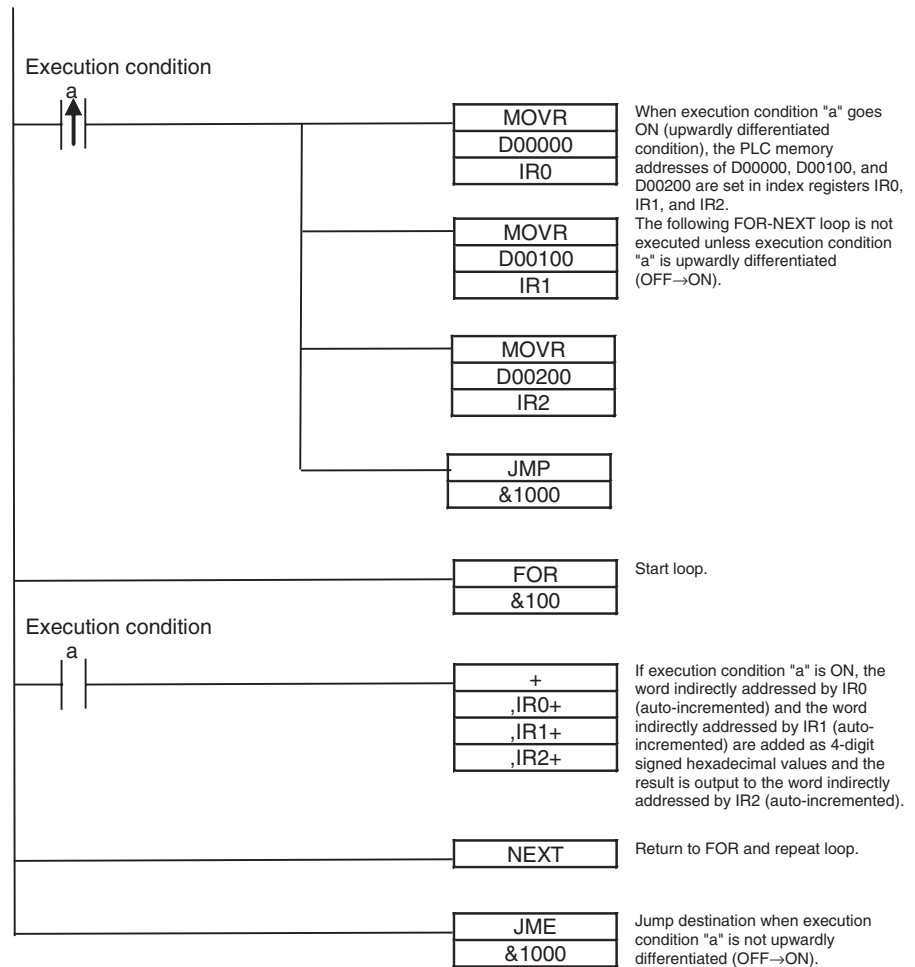 Execution condition
a
MOVR
D00000
IR0
When execution condition "a" goes
ON (upwardly differentiated
condition), the PLC memory
addresses of D00000, D00100, and
D00200 are set in index registers IR0,
IR1, and IR2.
The following FOR-NEXT loop is not
executed unless execution condition
"a" is upwardly differentiated
(OFF→ON).
MOVR
D00100
IR1
MOVR
D00200
IR2
JMP
&1000
FOR
&100
Start loop.
Execution condition
a
+
,IR0+
,IR1+
,IR2+
If execution condition "a" is ON, the
word indirectly addressed by IR0
(auto-incremented) and the word
indirectly addressed by IR1 (auto-
incremented) are added as 4-digit
signed hexadecimal values and the
result is output to the word indirectly
addressed by IR2 (auto-incremented).
NEXT
Return to FOR and repeat loop.
JME
&1000
Jump destination when execution
condition "a" is not upwardly
differentiated (OFF→ON).